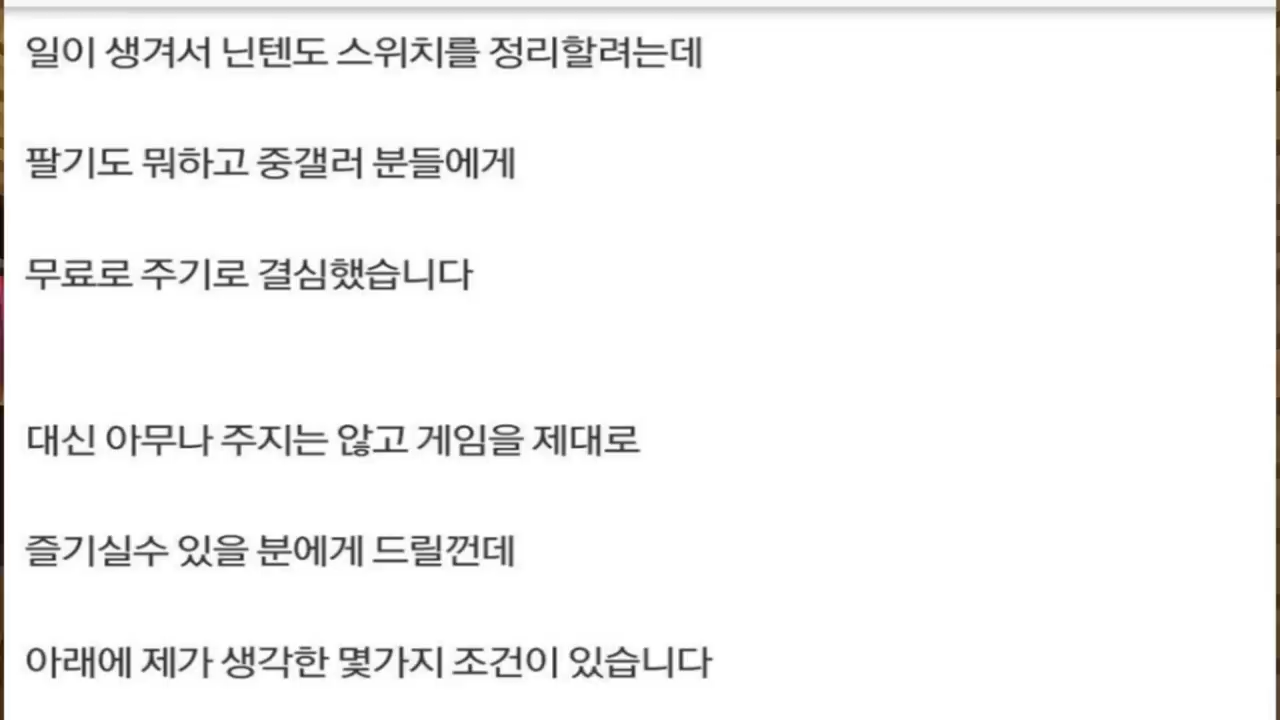 일이 생겨서 닌텐도 스위치를 정리할려는데
팔기도 뭐하고 중갤러 분들에게
무료로 주기로 결심했습니다
대신 아무나 주지는 않고 게임을 제대로
즐기실수 있을 분에게 드릴껀데
아래에 제가 생각한 몇가지 조건이 있습니다